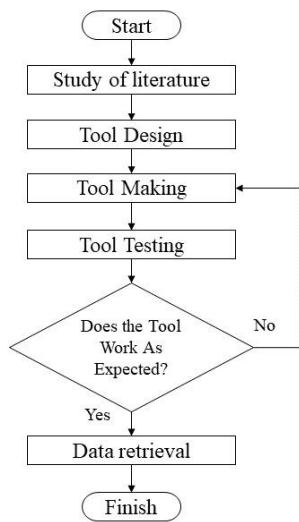 Start
Study of literature
Tool Design
Tool Making
Tool Testing
Does the Tool
Work As
Expected?
No
Yes
Data retrieval
Finish